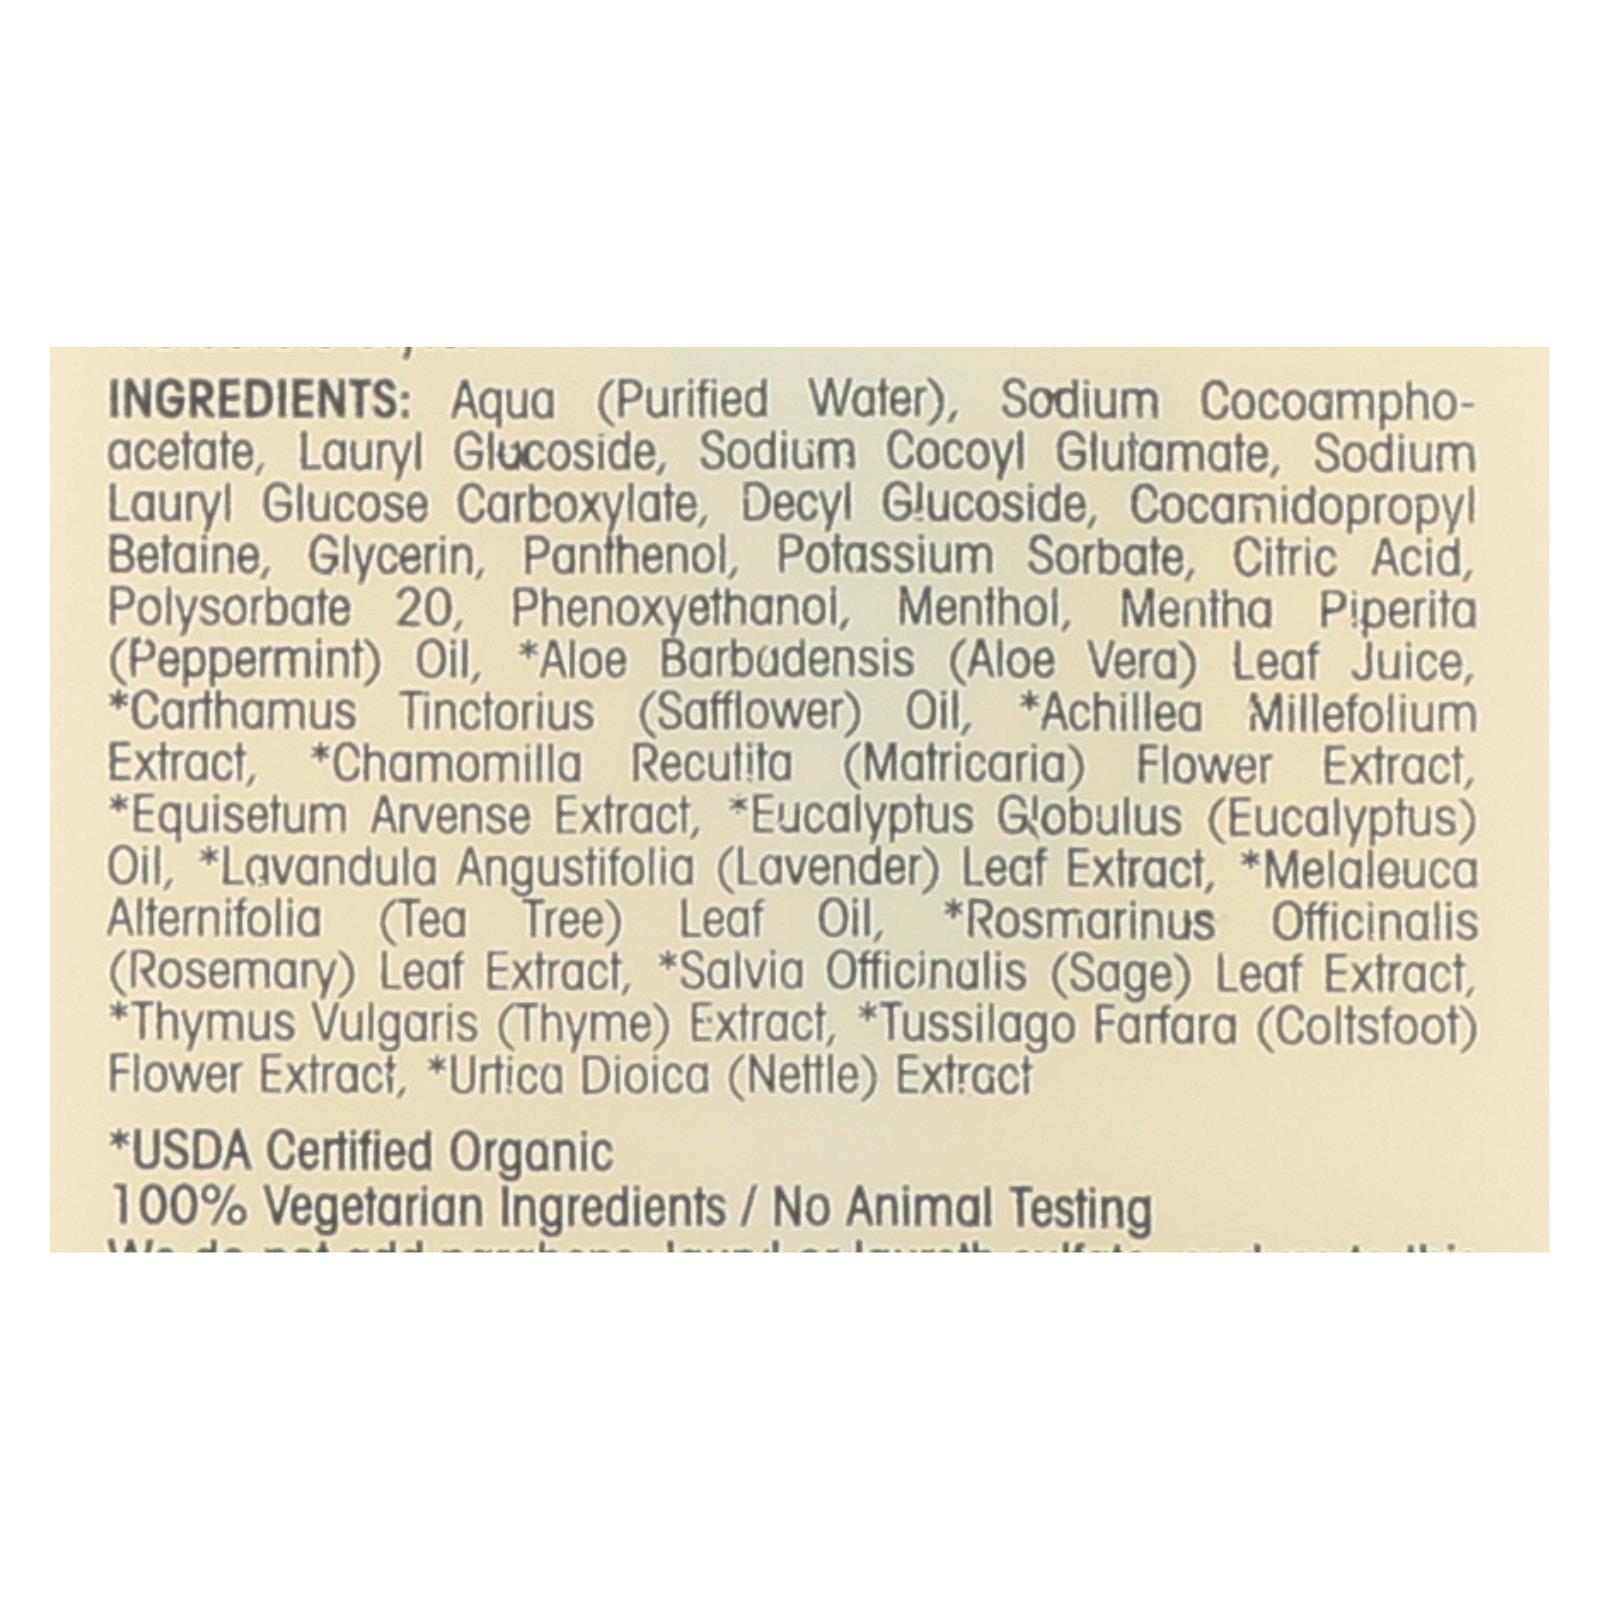 INGREDIENTS: Aqua (Purified Water), Sodium Cocoampho-
acetate, Lauryl Glucoside, Sodium Cocoyl Glutamate, Sodium
Lauryl Glucose Carboxylate, Decyl Glucoside, Cocamidopropyl
Betaine, Glycerin, Panthenol, Potassium Sorbate, Citric Acid,
Polysorbate 20, Phenoxyethanol, Menthol, Mentha Piperita
(Peppermint) Oil, *Aloe Barbadensis (Aloe Vera) Leaf Juice,
*Carthamus Tinctorius (Safflower) Oil, *Achillea Millefolium
Extract, *Chamomilla Recutita (Matricaria) Flower Extract,
*Equisetum Arvense Extract, *Eucalyptus Globulus (Eucalyptus)
Oil, *Lavandula Angustifolia (Lavender) Leaf Extract, *Melaleuca
Alternifolia (Tea Tree) Leaf Oil, *Rosmarinus Officinalis
(Rosemary) Leaf Extract, *Salvia Officinalis (Sage) Leaf Extract,
*Thymus Vulgaris (Thyme) Extract, *Tussilago Farfara (Coltsfoot)
Flower Extract, *Urtica Dioica (Nettle) Extract
*USDA Certified Organic
100% Vegetarian Ingredients / No Animal Testing